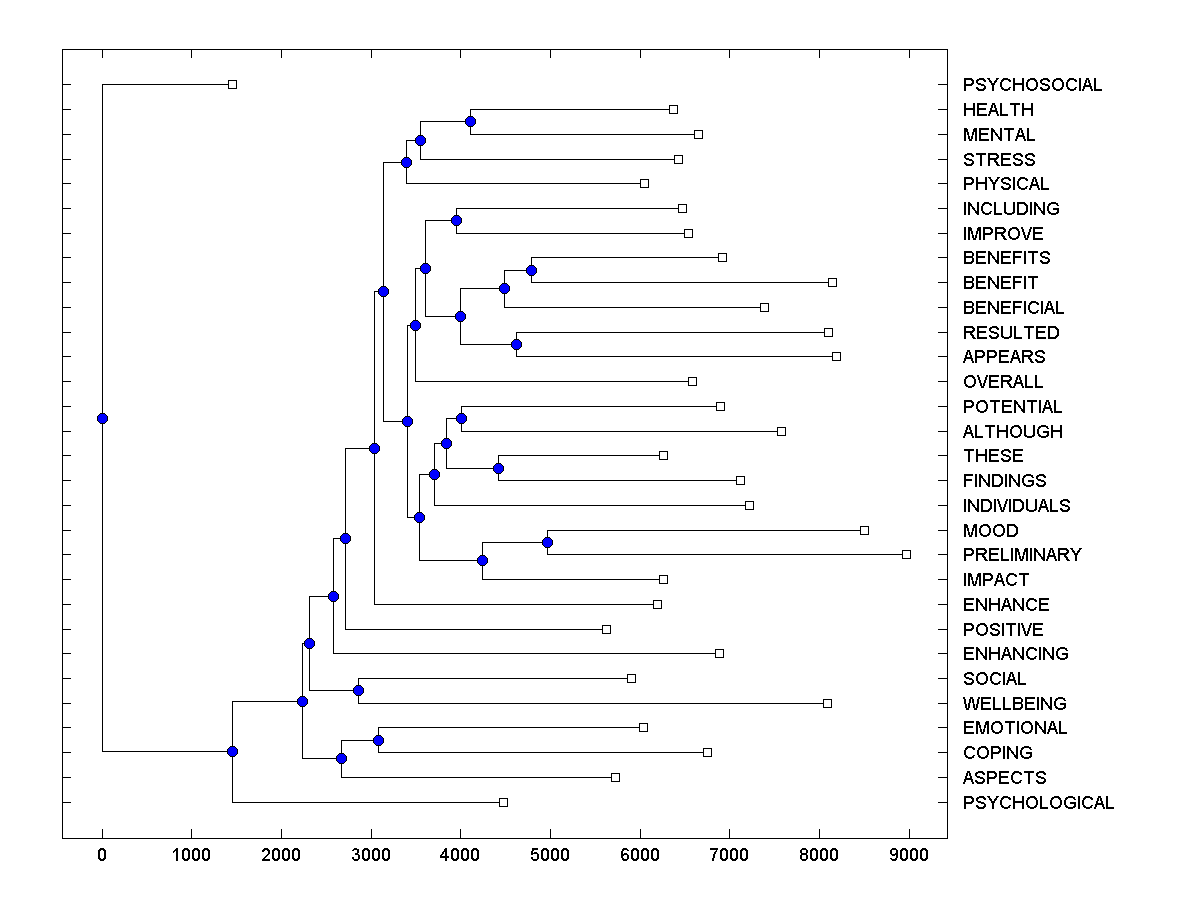 PSYCHOSOCIAL
HEALTH
MENTAL
STRESS
PHYSICAL
INCLUDING
IMPROVE
BENEFITS
BENEFIT
BENEFICIAL
RESULTED
APPEARS
OVERALL
POTENTIAL
ALTHOUGH
THESE
FINDINGS
INDIVIDUALS
MOOD
PRELIMINARY
IMPACT
ENHANCE
POSITIVE
ENHANCING
SOCIAL
WELLBEING
EMOTIONAL
COPING
ASPECTS
PSYCHOLOGICAL
0 1000 2000 3000 4000 5000 6000 7000 8000 9000